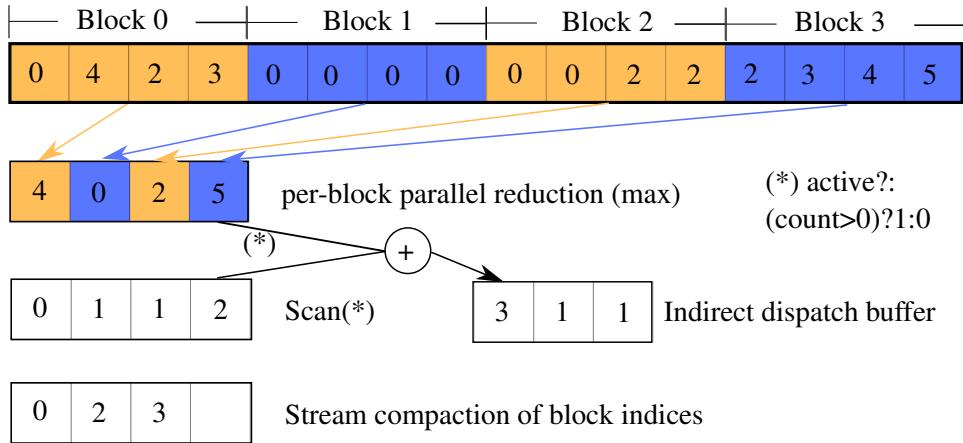 Block 0 Block 1 Block 2 Block 3
0 4 2 3 0 0 0 0 0 0 2 2 2 3 4 5
4 0 2 5
per-block parallel reduction (max)
(*) active?:
(count>0)?1:0
(*)
+
0 1 1 2
Scan(*)
3 1 1
Indirect dispatch buffer
0 2 3
Stream compaction of block indices